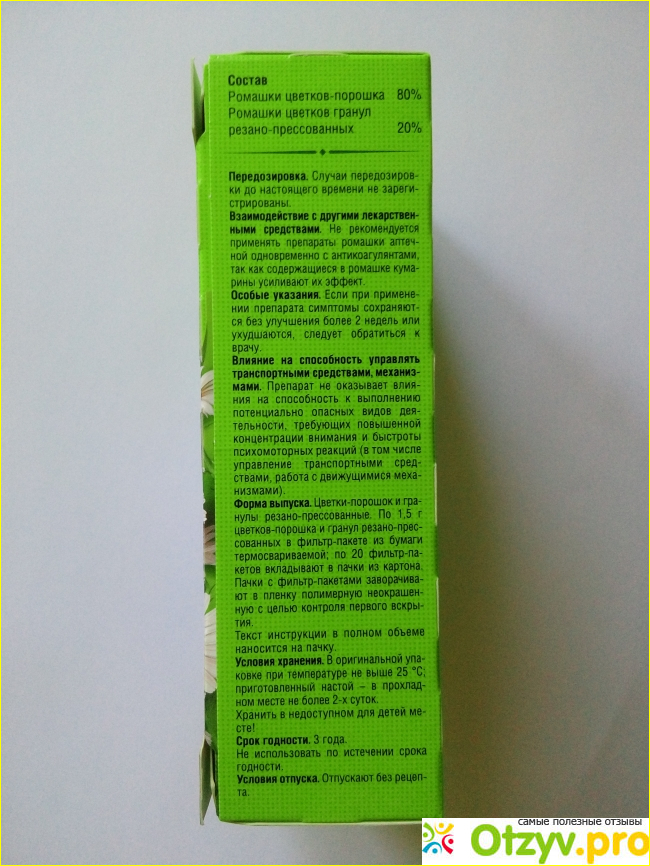 Состав
Ромашки цветков-порошка 80%
Ромашки цветков гранул
резано-прессованных 20%
Передозировка. Случаи передозиров-
ки до настоящего времени не зареги-
стрированы.
Взаимодействие с другими лекарствен-
ными средствами. Не рекомендуется
применять препараты ромашки аптеч-
ной одновременно с антикоагулянтами,
так как содержащиеся в ромашке кума-
рины усиливают их эффект.
Особые указания. Если при примене-
нии препарата симптомы сохраняют-
ся без улучшения более 2 недель или
ухудшаются, следует обратиться к
врачу.
Влияние на способность управлять
транспортными средствами, механиз-
мами. Препарат не оказывает влия-
ния на способность к выполнению
потенциально опасных видов дея-
тельности, требующих повышенной
концентрации внимания и быстроты
психомоторных реакций (в том числе
управление транспортными сред-
ствами, работа с движущимися меха-
низмами).
Форма выпуска. Цветки-порошок и гра-
нулы резано-прессованные. По 1,5 г
цветков-порошка и гранул резано-прес-
сованных в фильтр-пакете из бумаги
термосвариваемой; по 20 фильтр-па-
кетов вкладывают в пачки из картона.
Пачки с фильтр-пакетами заворачива-
ют в пленку полимерную неокрашен-
ную с целью контроля первого вскры-
тия.
Текст инструкции в полном объеме
наносится на пачку.
Условия хранения. В оригинальной упа-
ковке при температуре не выше 25 °С;
приготовленный настой – в прохлад-
ном месте не более 2-х суток.
Хранить в недоступном для детей ме-
сте!
Срок годности. 3 года.
Не использовать по истечении срока
годности.
Условия отпуска. Отпускают без рецеп-
та.
самые полезные отзывы
Otzyv.pro